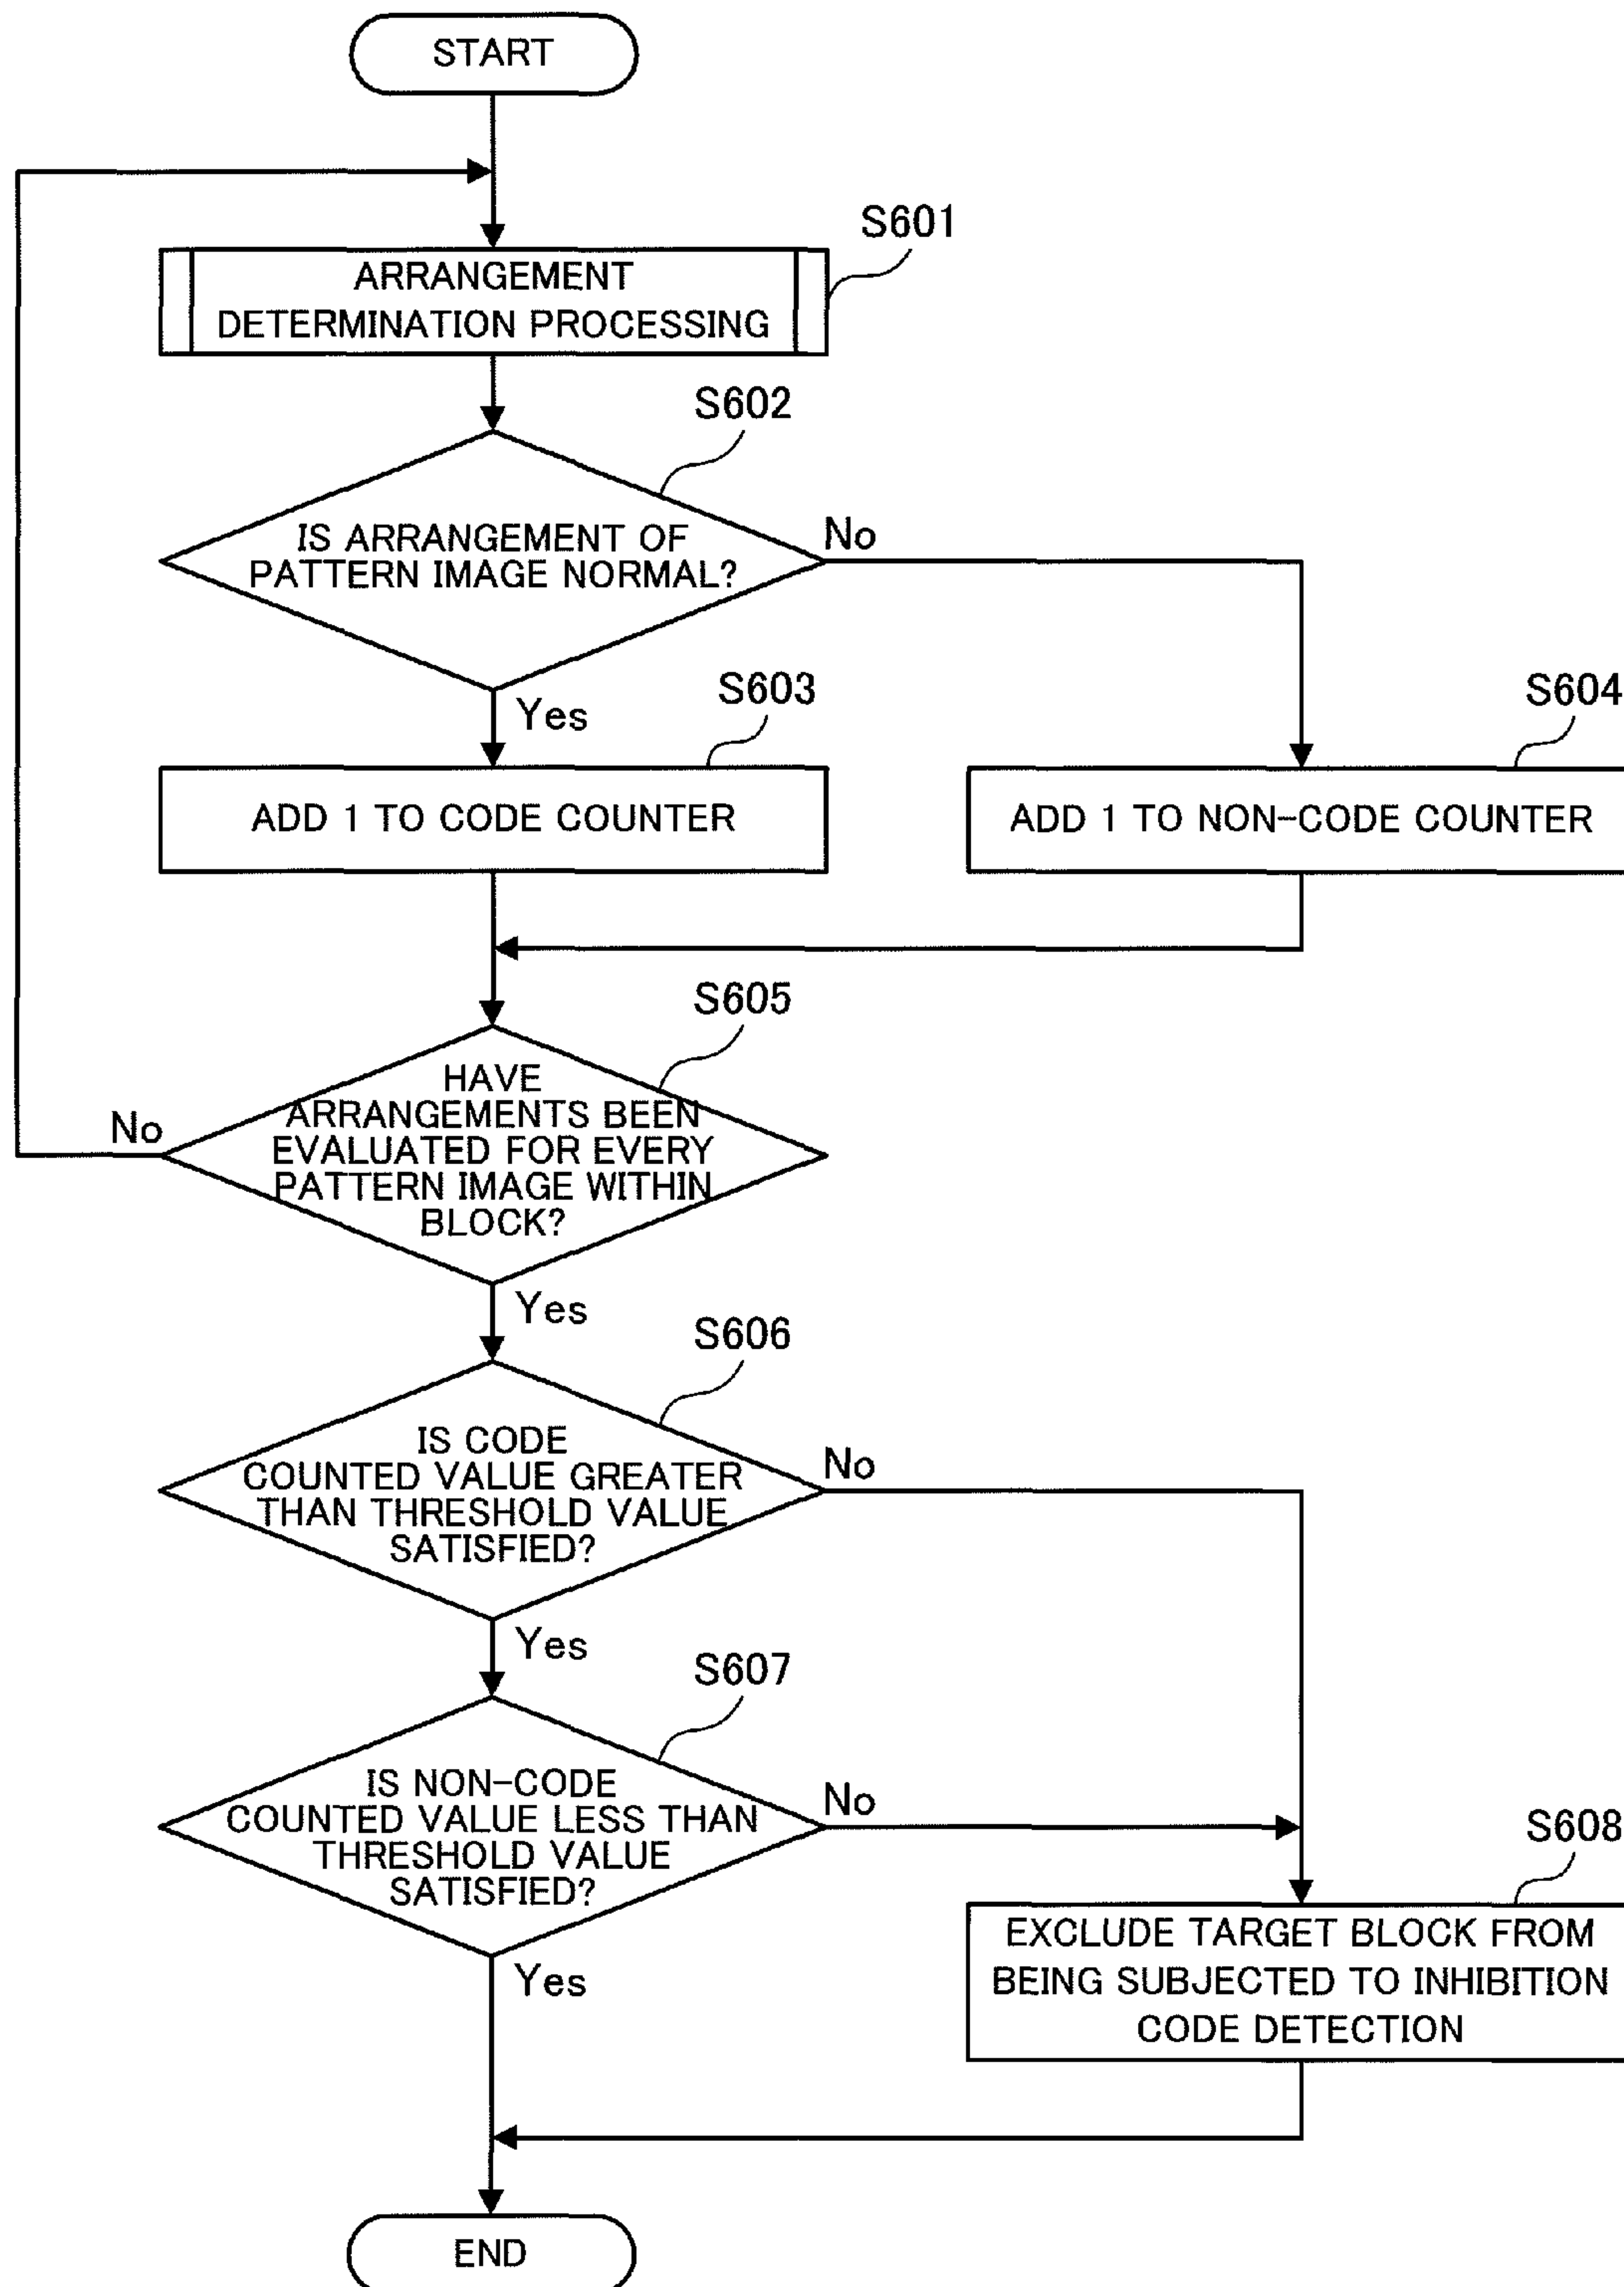 START
S601
ARRANGEMENT
DETERMINATION PROCESSING
S602
IS ARRANGEMENT OF
PATTERN IMAGE NORMAL?
No
Yes
S603
S604
ADD 1 TO CODE COUNTER
ADD 1 TO NON-CODE COUNTER
S605
HAVE
ARRANGEMENTS BEEN
EVALUATED FOR EVERY
PATTERN IMAGE WITHIN
BLOCK?
No
Yes
S606
IS CODE
COUNTED VALUE GREATER
THAN THRESHOLD VALUE
SATISFIED?
No
Yes
S607
IS NON-CODE
COUNTED VALUE LESS THAN
THRESHOLD VALUE
SATISFIED?
No
Yes
S608
EXCLUDE TARGET BLOCK FROM
BEING SUBJECTED TO INHIBITION
CODE DETECTION
END